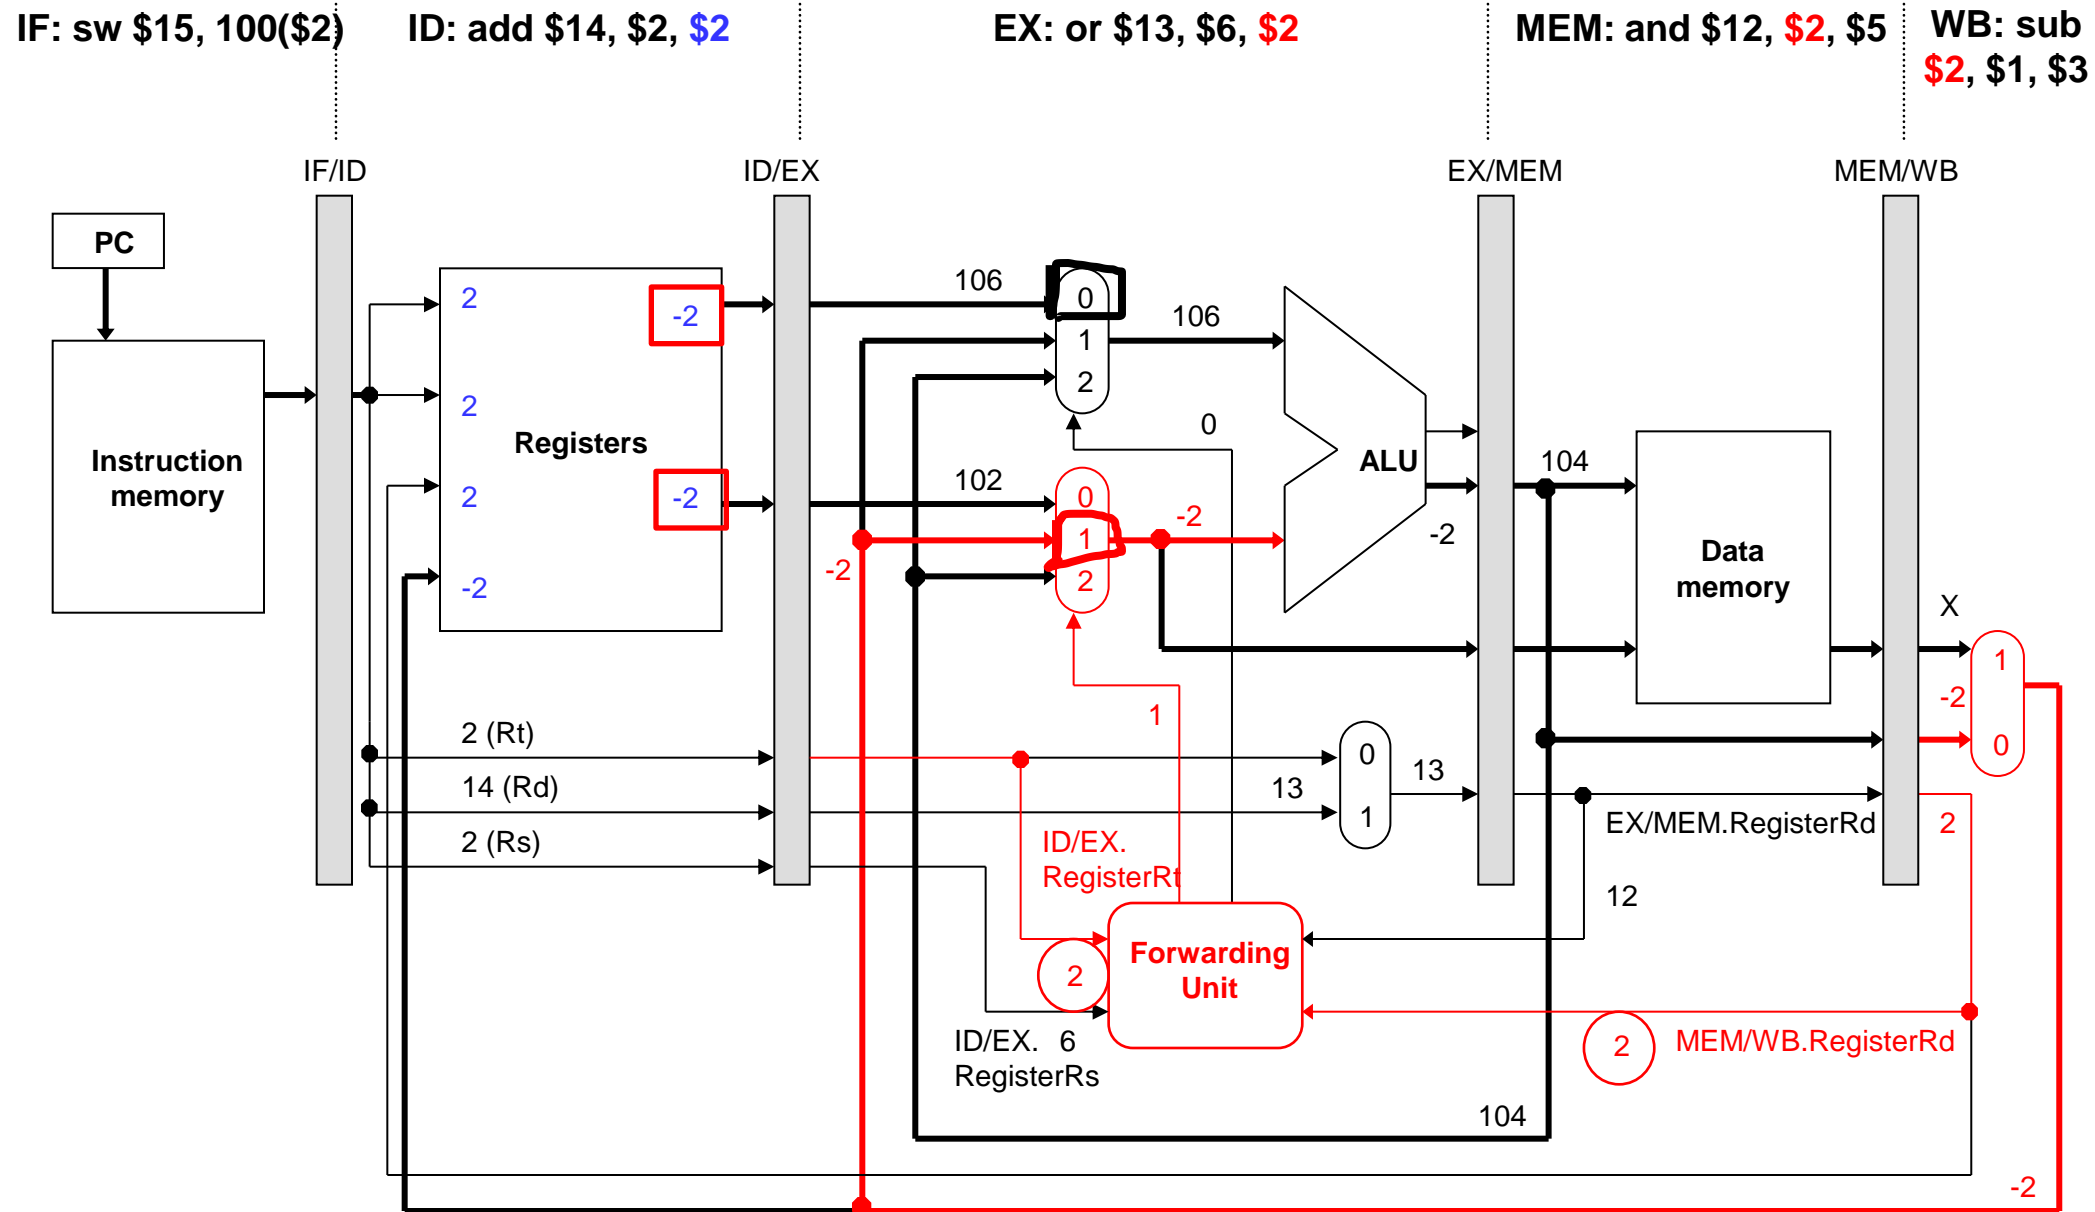 IF: sw $15, 100($2)
ID: add $14, $2, $2
EX: or $13, $6, $2
MEM: and $12, $2, $5
WB: sub
$2, $1, $3
IF/ID
ID/EX
EX/MEM
MEM/WB
PC
Instruction
memory
2
2
2
-2
Registers
-2
-2
106
102
-2
0
1
2
106
0
0
1
2
-2
1
ALU
-2
104
Data
memory
X
1
-2
0
2 (Rt)
14 (Rd)
2 (Rs)
13
0
1
13
EX/MEM.RegisterRd
2
ID/EX.
RegisterRt
12
2
Forwarding
Unit
ID/EX. 6
RegisterRs
2
MEM/WB.RegisterRd
104
-2